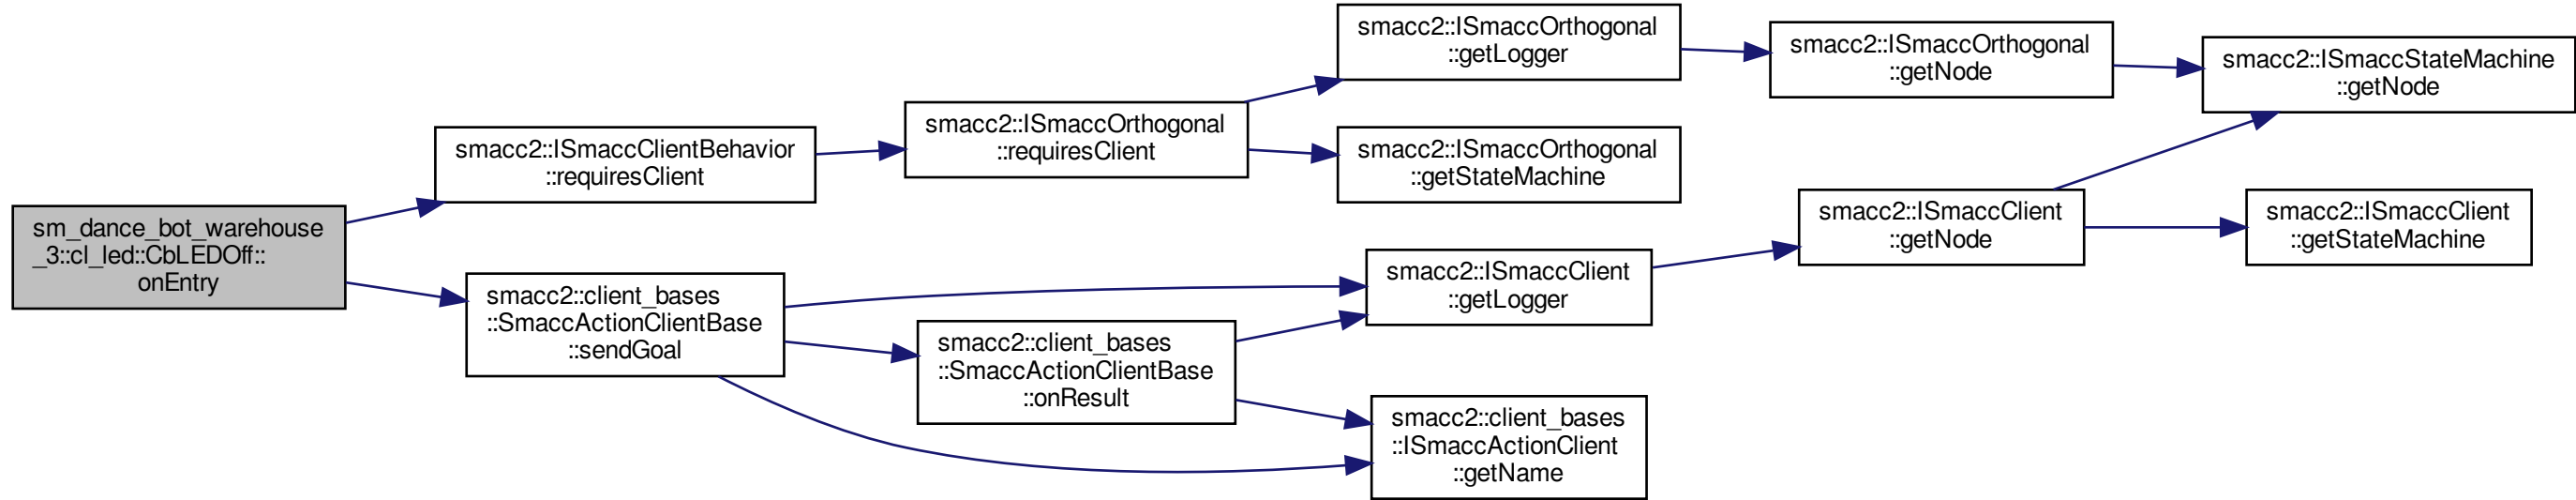 sm_dance_bot_warehouse
_3::cl_led::CbLEDOff::
onEntry
smacc2::ISmaccClientBehavior
::requiresClient
smacc2::ISmaccOrthogonal
::requiresClient
smacc2::ISmaccOrthogonal
::getLogger
smacc2::ISmaccOrthogonal
::getNode
smacc2::ISmaccStateMachine
::getNode
smacc2::ISmaccOrthogonal
::getStateMachine
smacc2::client_bases
::SmaccActionClientBase
::sendGoal
smacc2::client_bases
::SmaccActionClientBase
::onResult
smacc2::ISmaccClient
::getLogger
smacc2::ISmaccClient
::getNode
smacc2::ISmaccClient
::getStateMachine
smacc2::client_bases
::ISmaccActionClient
::getName